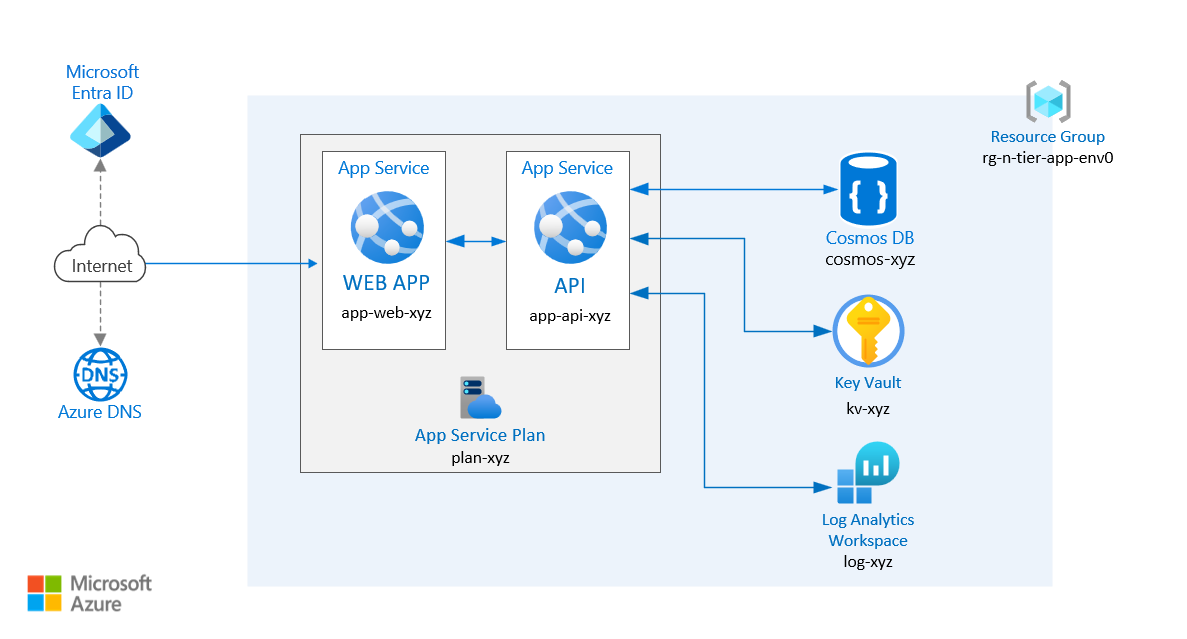 Microsoft
Entra ID
Internet
DNS
Azure DNS
App Service
WEB APP
app-web-xyz
App Service
API
app-api-xyz
App Service Plan
plan-xyz
Resource Group
rg-n-tier-app-env0
Cosmos DB
cosmos-xyz
Key Vault
kv-xyz
Log Analytics
Workspace
log-xyz
Microsoft
Azure